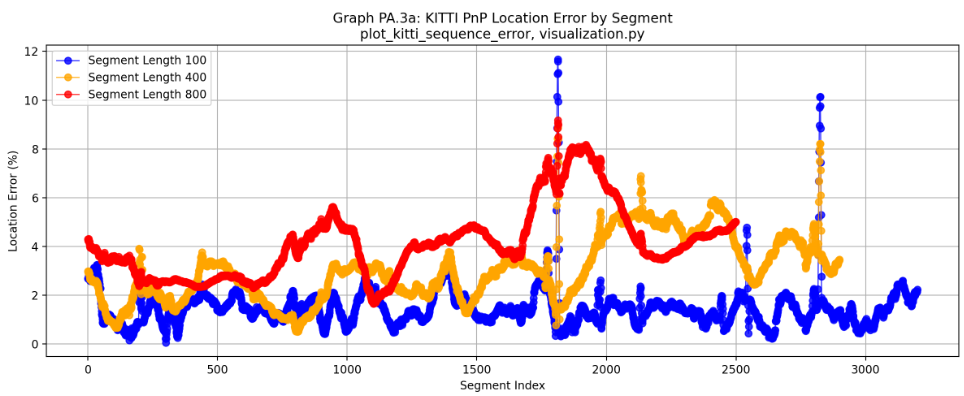 Graph PA.3a: KITTI PnP Location Error by Segment
plot_kitti_sequence_error, visualization.py
Segment Length 100
Segment Length 400
Segment Length 800
Location Error (%)
12
10
8
6
4
2
0
0 500 1000 1500 2000 2500 3000
Segment Index